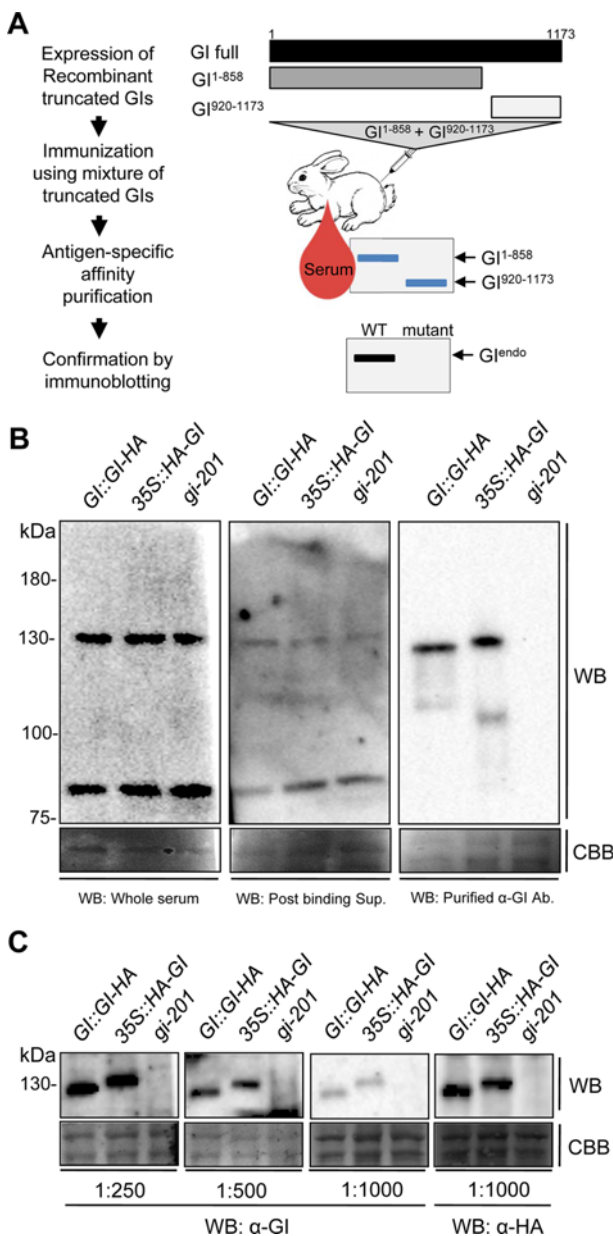 A
Expression of
Recombinant
truncated GIs
Immunization
using mixture of
truncated GIs
Antigen-specific
affinity
purification
Confirmation by
immunoblotting
1 1173
GI full
GI1-858
GI920-1173
GI1-858 + GI920-1173
Serum
GI1-858
GI920-1173
WT mutant
GIendo
B
GI::GI-HA 35S::HA-GI gi-201 GI::GI-HA 35S::HA-GI gi-201 GI::GI-HA 35S::HA-GI gi-201
kDa
180-
130-
100-
75-
WB
CBB
WB: Whole serum WB: Post binding Sup. WB: Purified α-GI Ab.
C
GI::GI-HA 35S::HA-GI gi-201 GI::GI-HA 35S::HA-GI gi-201 GI::GI-HA 35S::HA-GI gi-201 GI::GI-HA 35S::HA-GI gi-201
kDa
130-
WB
CBB
1:250 1:500 1:1000 1:1000
WB: α-GI WB: α-HA